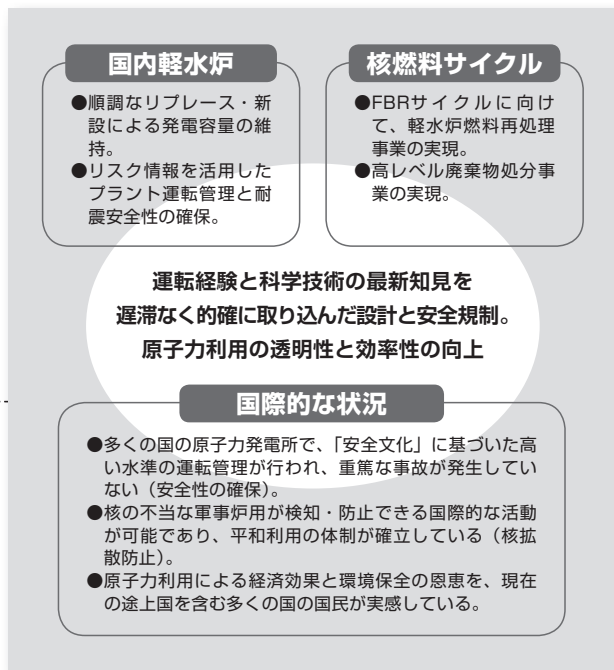 国内軽水炉
●順調なリプレース・新
設による発電容量の維
持。
●リスク情報を活用した
プラント運転管理と耐
震安全性の確保。
核燃料サイクル
●FBRサイクルに向け
て、軽水炉燃料再処理
事業の実現。
●高レベル廃棄物処分事
業の実現。
運転経験と科学技術の最新知見を
遅滞なく的確に取り込んだ設計と安全規制。
原子力利用の透明性と効率性の向上
国際的な状況
●多くの国の原子力発電所で、「安全文化」に基づいた高
い水準の運転管理が行われ、重篤な事故が発生してい
ない（安全性の確保）。
●核の不当な軍事炉用が検知・防止できる国際的な活動
が可能であり、平和利用の体制が確立している（核拡
散防止）。
●原子力利用による経済効果と環境保全の恩恵を、現在
の途上国を含む多くの国の国民が実感している。